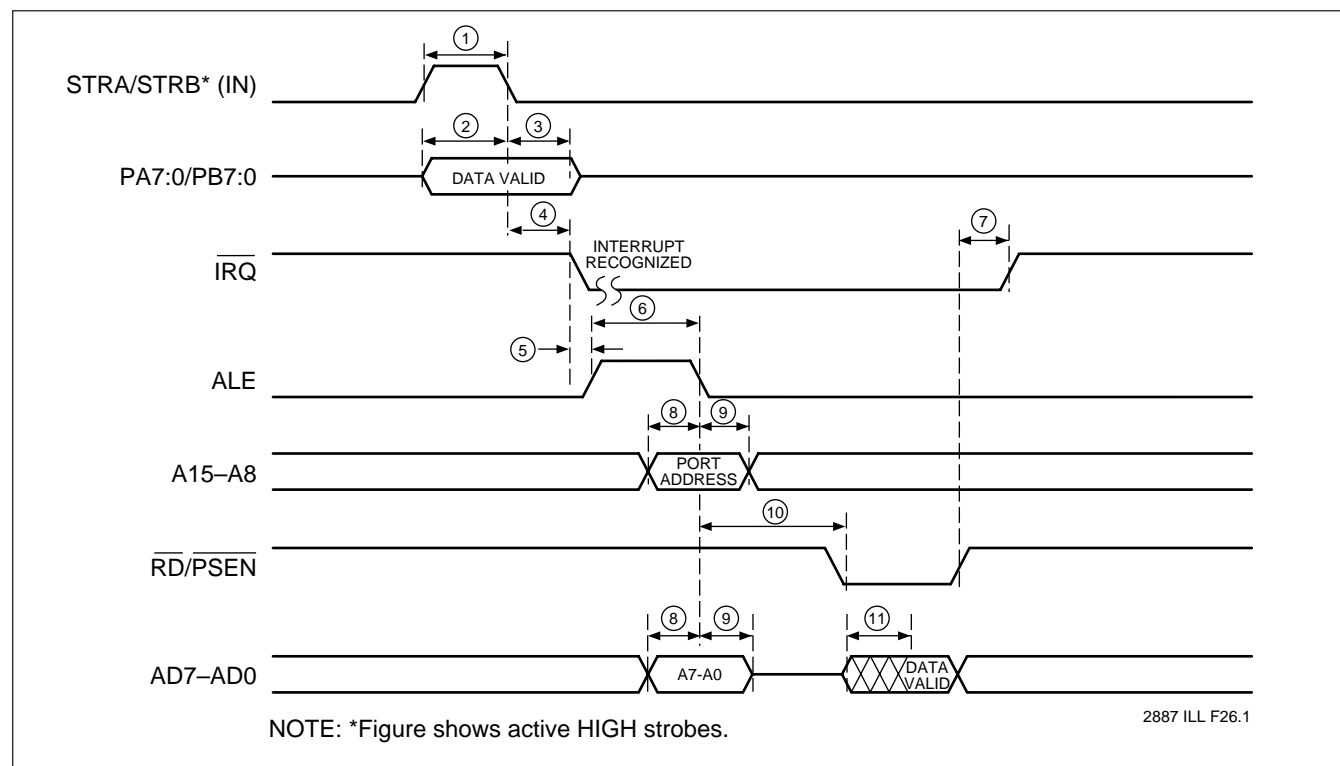 1
STRA/STRB* (IN)
2
3
PA7:0/PB7:0
DATA VALID
4
7
INTERRUPT
RECOGNIZED
IRQ
6
5
ALE
8
9
A15–A8
PORT
ADDRESS
10
RD/PSEN
8
9
11
AD7–AD0
A7-A0
DATA
VALID
NOTE: *Figure shows active HIGH strobes.
2887 ILL F26.1